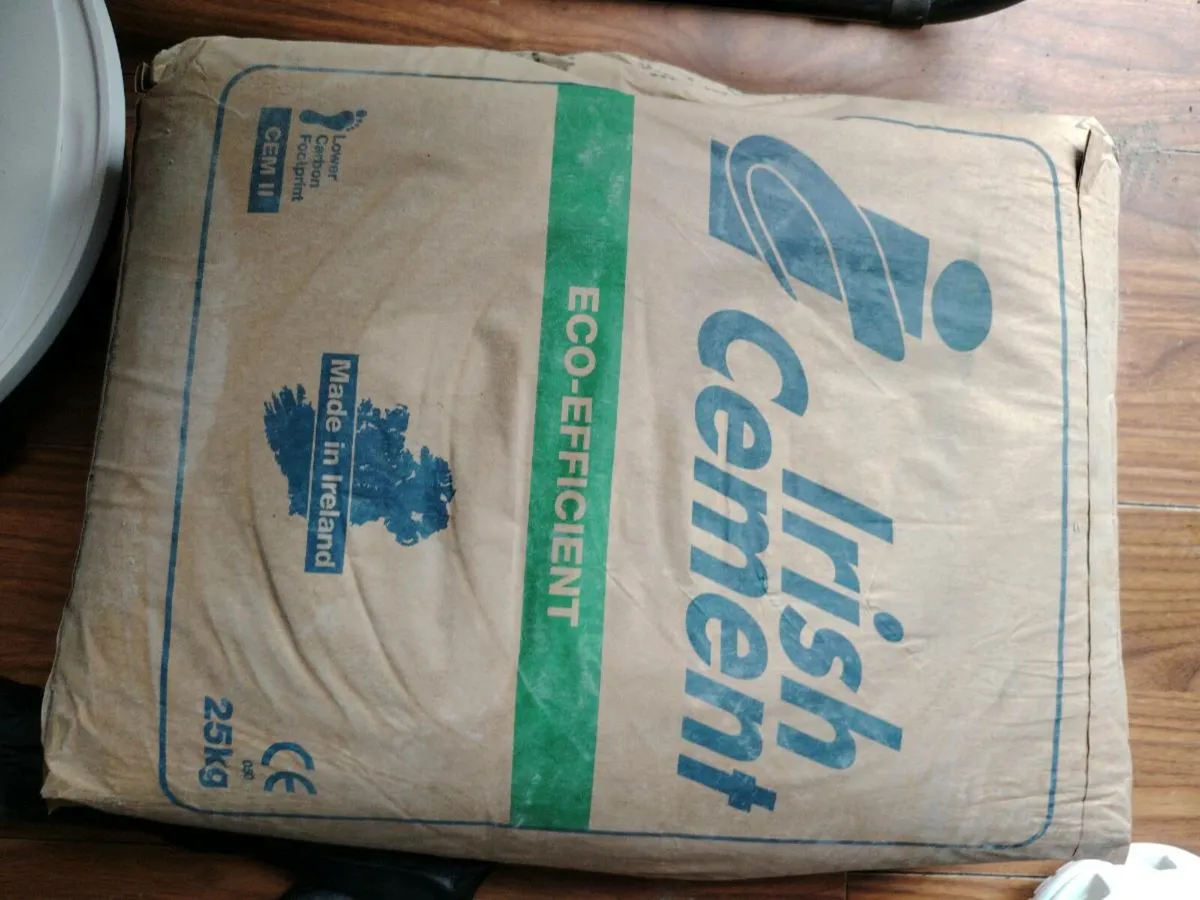 Irish
Cement
ECO-EFFICIENT
Made in Ireland
Lower
Carbon
Footprint
CEM II
CE
25kg